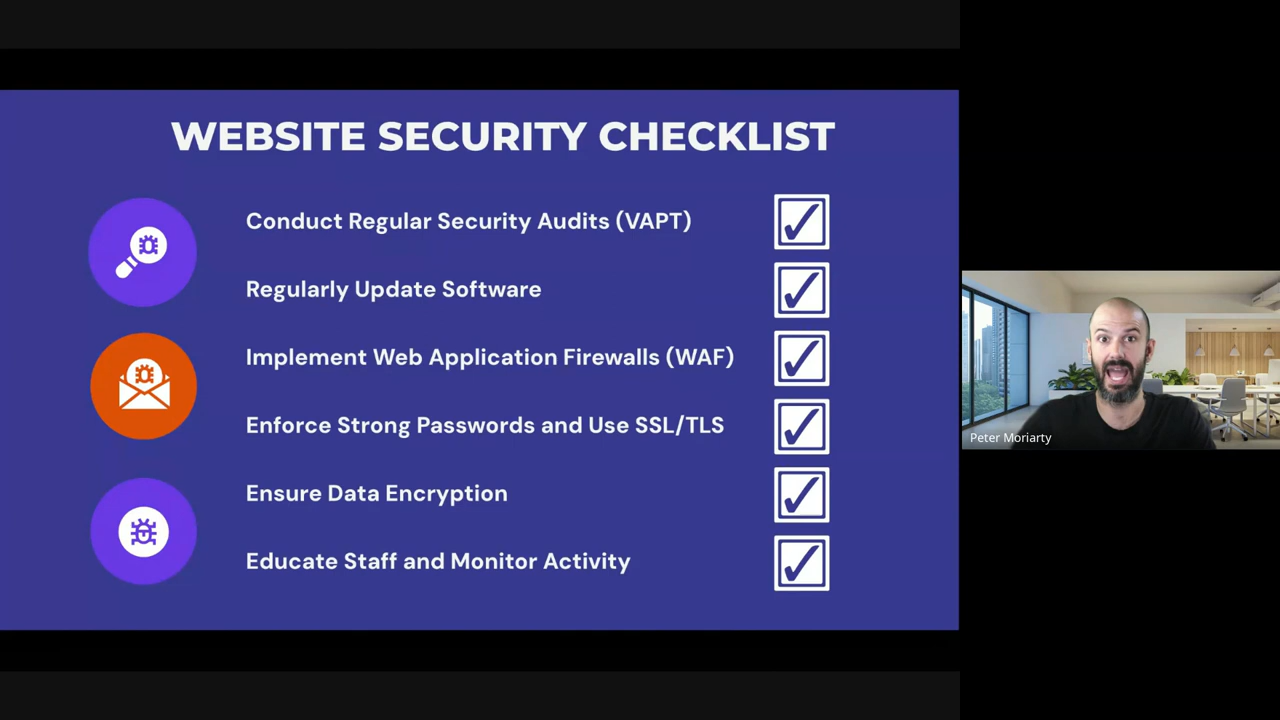 WEBSITE SECURITY CHECKLIST
Conduct Regular Security Audits (VAPT)
Regularly Update Software
Implement Web Application Firewalls (WAF)
Enforce Strong Passwords and Use SSL/TLS
Ensure Data Encryption
Educate Staff and Monitor Activity
Peter Moriarty